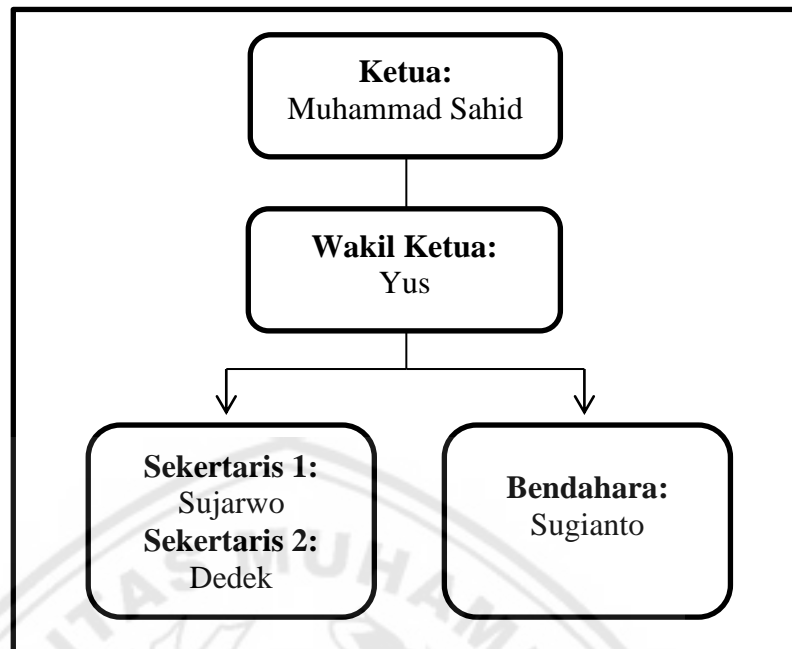 Ketua:
Muhammad Sahid
Wakil Ketua:
Yus
Sekertaris 1:
Sujarwo
Sekertaris 2:
Dedek
Bendahara:
Sugianto